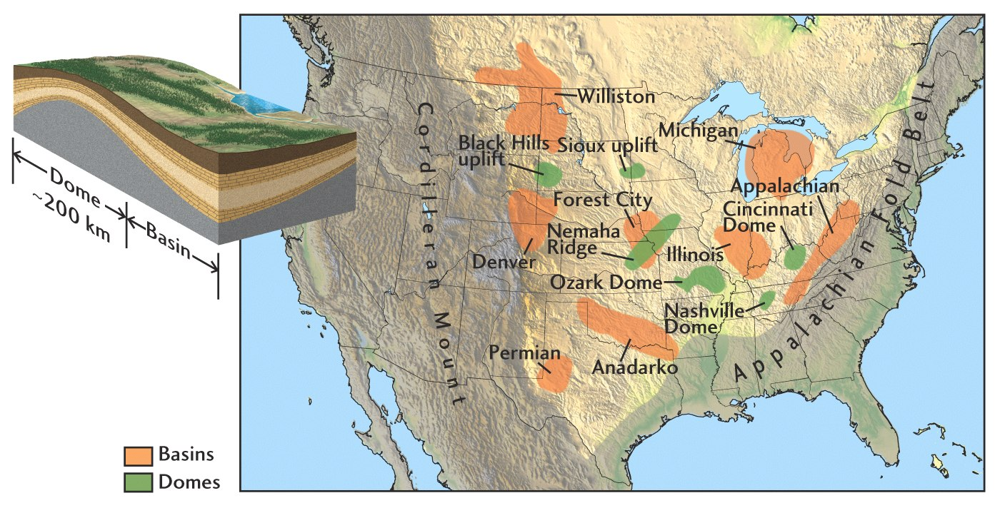 Dome
~200 km
Basin
Basins
Domes
Williston
Michigan
Black Hills
uplift
Sioux uplift
Appalachian
Forest City
Cincinnati
Dome
Nemaha
Ridge
Illinois
Denver
Ozark Dome
Nashville
Dome
Permian
Anadarko
Cordilleran Mount
Appalachian Fold Belt